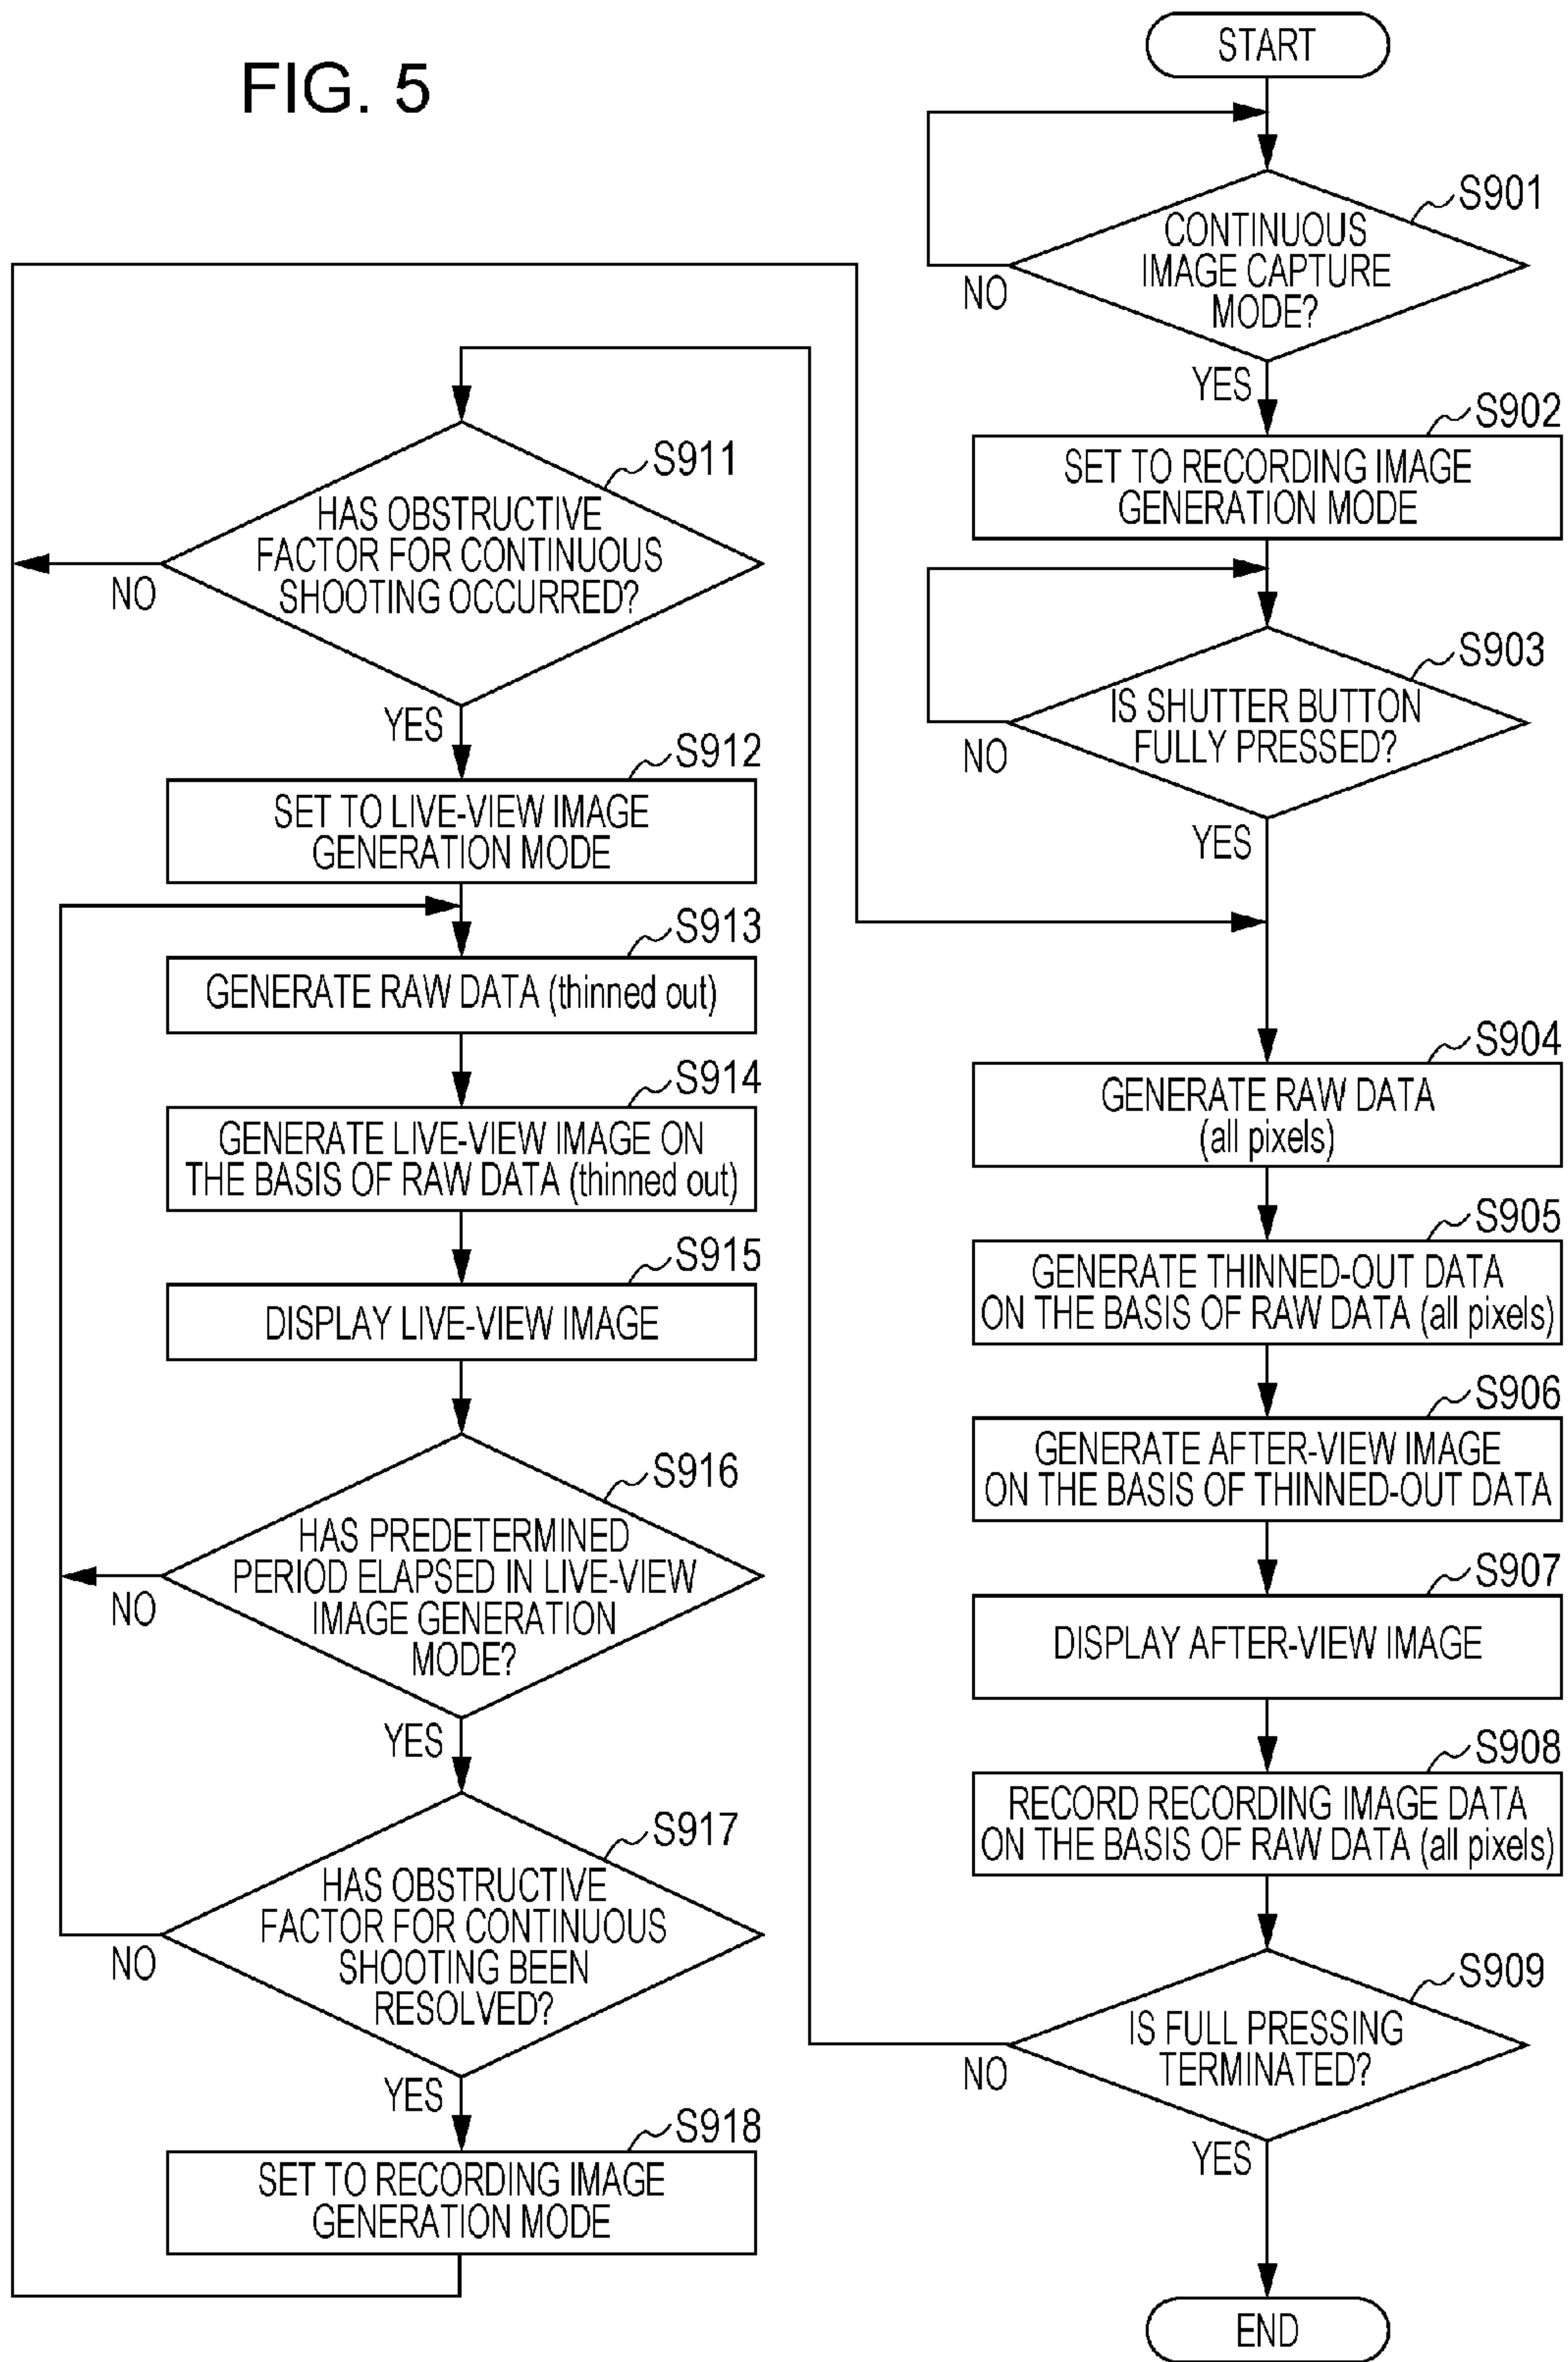 FIG. 5
START
S901
CONTINUOUS
IMAGE CAPTURE
MODE?
NO
YES
S902
SET TO RECORDING IMAGE
GENERATION MODE
S903
IS SHUTTER BUTTON
FULLY PRESSED?
NO
YES
S904
GENERATE RAW DATA
(all pixels)
S905
GENERATE THINNED-OUT DATA
ON THE BASIS OF RAW DATA (all pixels)
S906
GENERATE AFTER-VIEW IMAGE
ON THE BASIS OF THINNED-OUT DATA
S907
DISPLAY AFTER-VIEW IMAGE
S908
RECORD RECORDING IMAGE DATA
ON THE BASIS OF RAW DATA (all pixels)
S909
IS FULL PRESSING
TERMINATED?
NO
YES
END
S911
HAS OBSTRUCTIVE
FACTOR FOR CONTINUOUS
SHOOTING OCCURRED?
NO
YES
S912
SET TO LIVE-VIEW IMAGE
GENERATION MODE
S913
GENERATE RAW DATA (thinned out)
S914
GENERATE LIVE-VIEW IMAGE ON
THE BASIS OF RAW DATA (thinned out)
S915
DISPLAY LIVE-VIEW IMAGE
S916
HAS PREDETERMINED
PERIOD ELAPSED IN LIVE-VIEW
IMAGE GENERATION
MODE?
NO
YES
S917
HAS OBSTRUCTIVE
FACTOR FOR CONTINUOUS
SHOOTING BEEN
RESOLVED?
NO
YES
S918
SET TO RECORDING IMAGE
GENERATION MODE